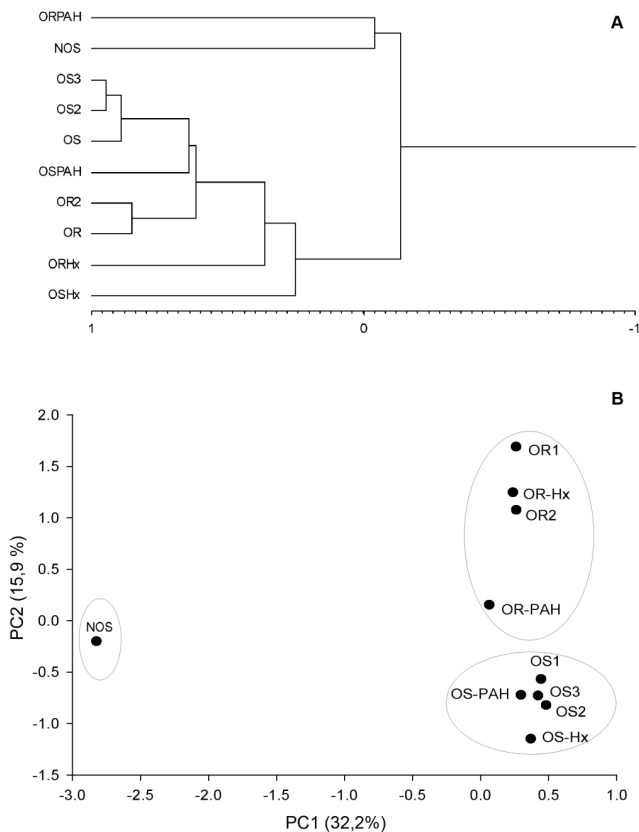 A
ORPAH
NOS
OS3
OS2
OS
OSPAH
OR2
OR
ORHx
OSHx
1 0 -1
B
2.0
1.5
1.0
0.5
0.0
-0.5
-1.0
-1.5
PC2 (15,9 %)
OR1
OR-Hx
OR2
OR-PAH
NOS
OS1
OS-PAH OS3
OS2
OS-Hx
-3.0 -2.5 -2.0 -1.5 -1.0 -0.5 0.0 0.5 1.0
PC1 (32,2%)